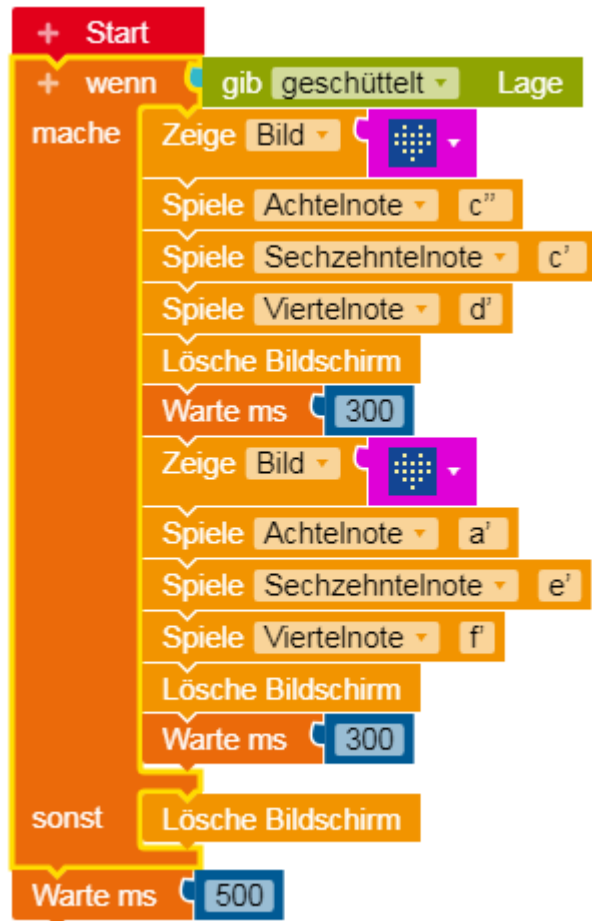 + Start
+ wenn gib geschüttelt Lage
mache Zeige Bild
Spiele Achtelnote c”
Spiele Sechzehntelnote c’
Spiele Viertelnote d’
Lösche Bildschirm
Warte ms 300
Zeige Bild
Spiele Achtelnote a’
Spiele Sechzehntelnote e’
Spiele Viertelnote f’
Lösche Bildschirm
Warte ms 300
sonst Lösche Bildschirm
Warte ms 500